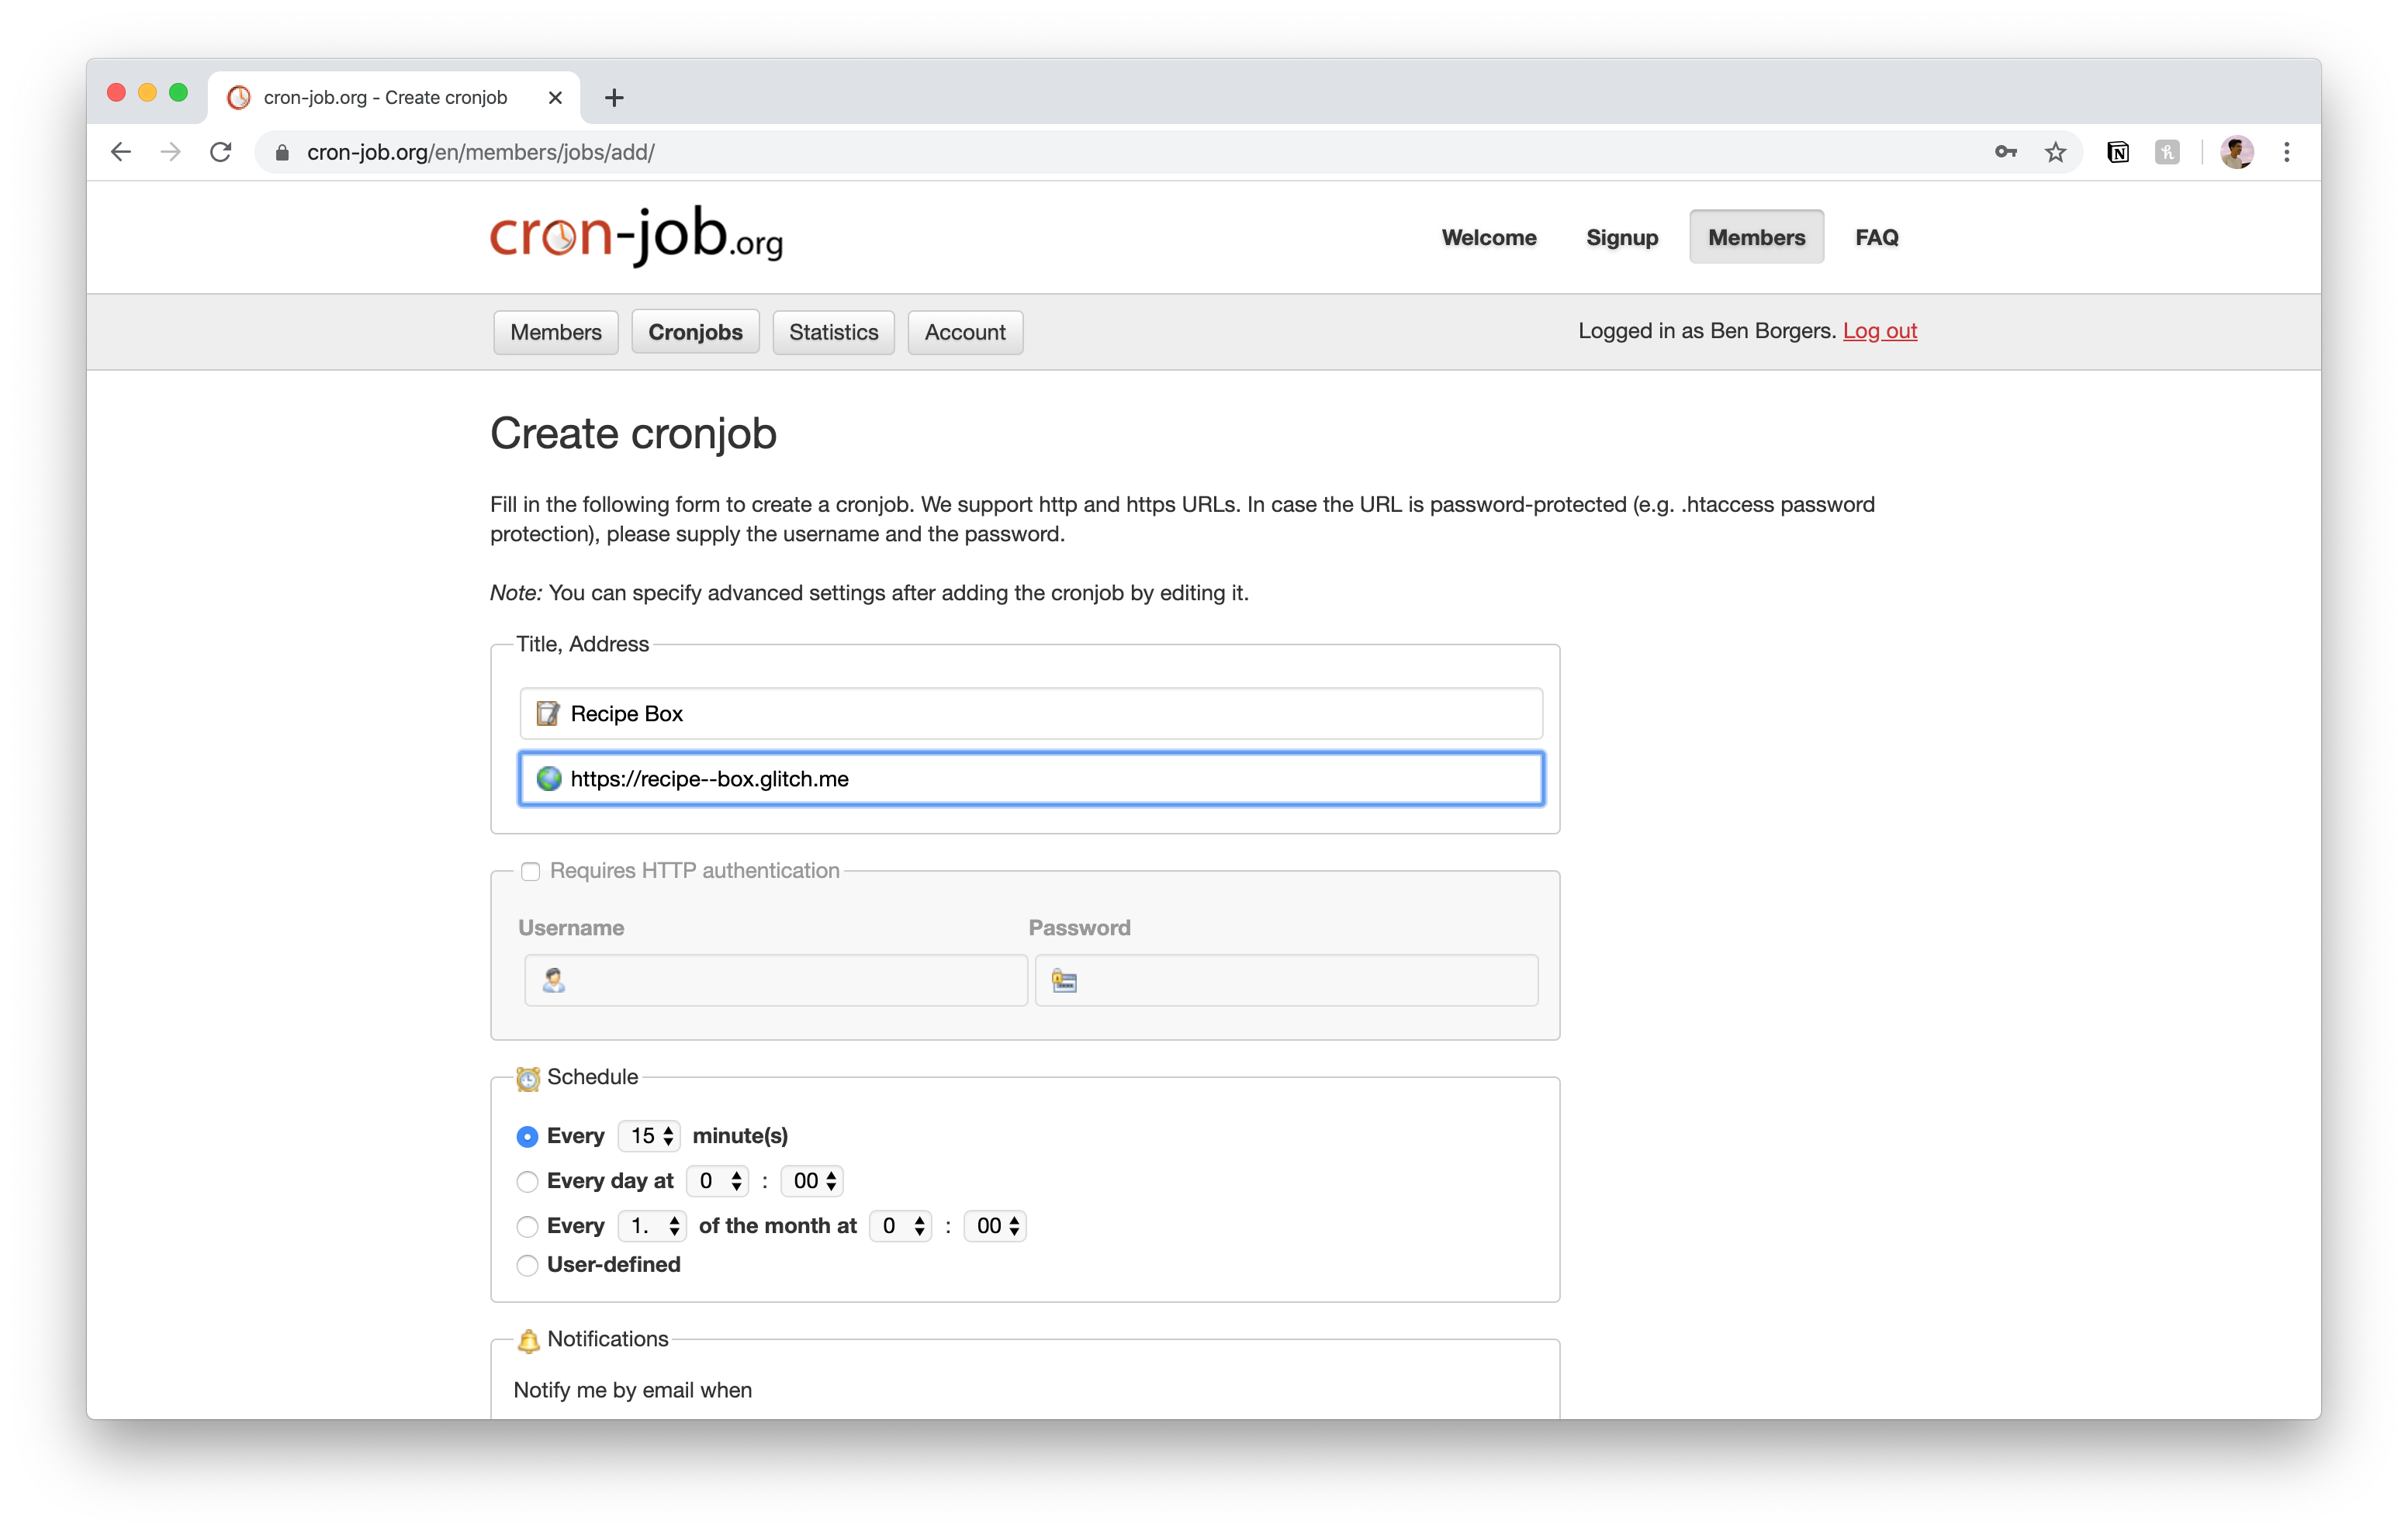 cron-job.org - Create cronjob
cron-job.org/en/members/jobs/add/
cron-job.org
Welcome Signup Members FAQ
Members Cronjobs Statistics Account Logged in as Ben Borgers. Log out
Create cronjob
Fill in the following form to create a cronjob. We support http and https URLs. In case the URL is password-protected (e.g. .htaccess password
protection), please supply the username and the password.
Note: You can specify advanced settings after adding the cronjob by editing it.
Title, Address
Recipe Box
https://recipe--box.glitch.me
Requires HTTP authentication
Username Password
Schedule
Every 15 minute(s)
Every day at 0 : 00
Every 1. of the month at 0 : 00
User-defined
Notifications
Notify me by email when